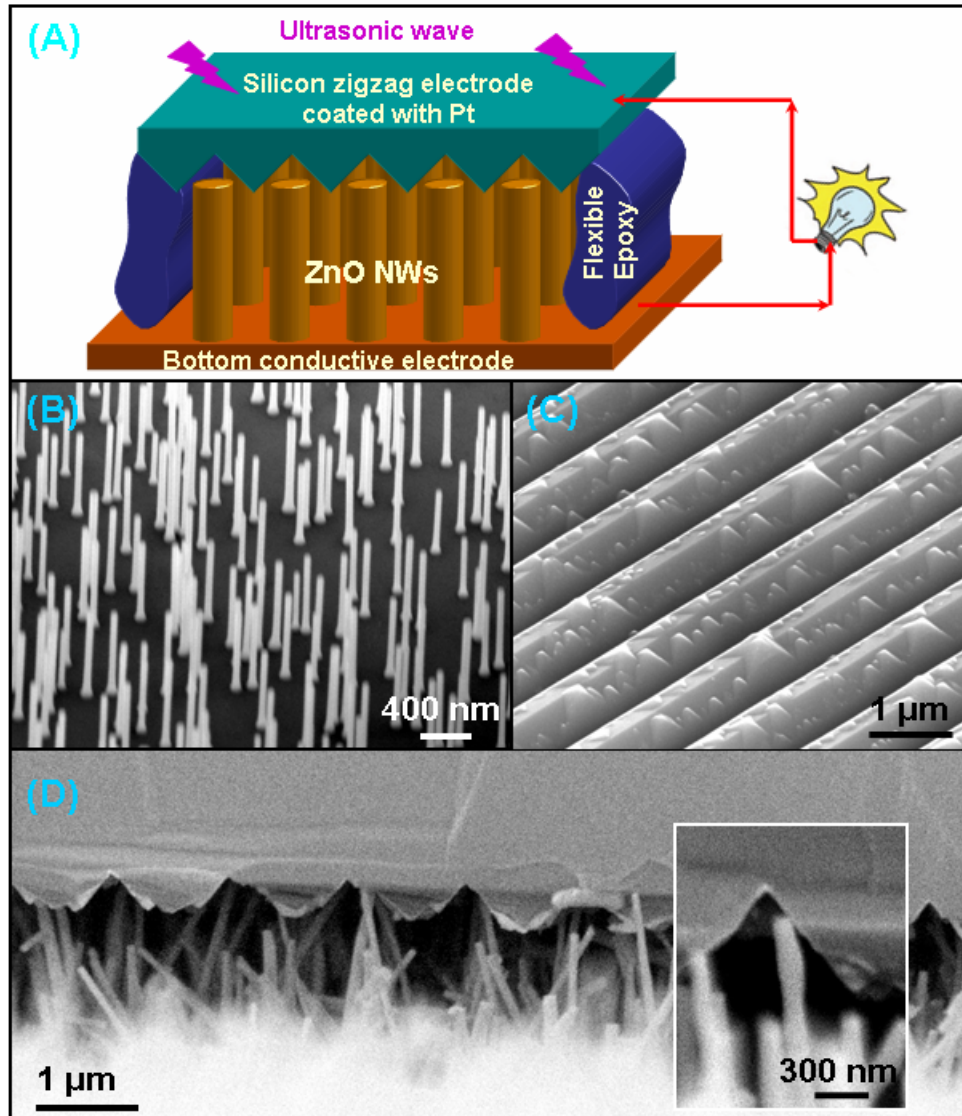 (A)
Ultrasonic wave
Silicon zigzag electrode
coated with Pt
Flexible
Epoxy
ZnO NWs
Bottom conductive electrode
(B)
400 nm
(C)
1 µm
(D)
1 µm
300 nm